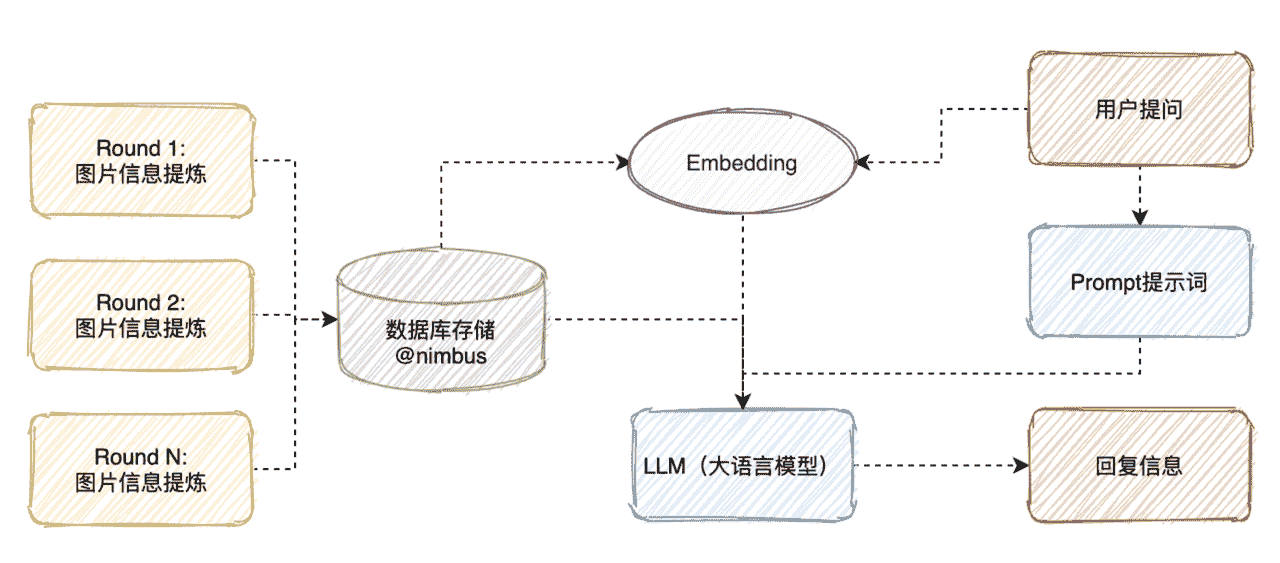 Round 1:
图片信息提炼
Round 2:
图片信息提炼
Round N:
图片信息提炼
数据库存储
@nimbus
Embedding
用户提问
Prompt提示词
LLM（大语言模型）
回复信息